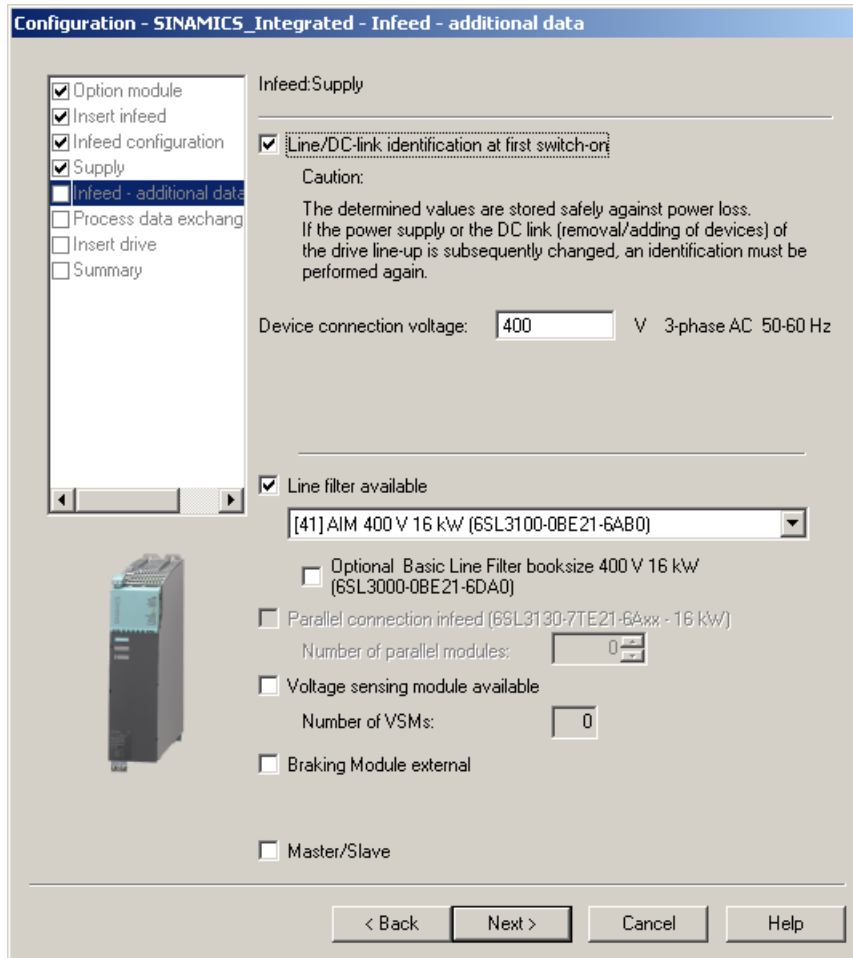 Configuration - SINAMICS_Integrated - Infeed - additional data
Option module
Insert infeed
Infeed configuration
Supply
Infeed - additional data
Process data exchang
Insert drive
Summary
Infeed:Supply
Line/DC-link identification at first switch-on
Caution:
The determined values are stored safely against power loss.
If the power supply or the DC link (removal/adding of devices) of
the drive line-up is subsequently changed, an identification must be
performed again.
Device connection voltage: 400 V 3-phase AC 50-60 Hz
Line filter available
[41] AIM 400 V 16 kW (6SL3100-0BE21-6AB0)
Optional Basic Line Filter booksize 400 V 16 kW
(6SL3000-0BE21-6DA0)
Parallel connection infeed (6SL3130-7TE21-6Axx - 16 kW)
Number of parallel modules: 0
Voltage sensing module available
Number of VSMs: 0
Braking Module external
Master/Slave
< Back Next > Cancel Help